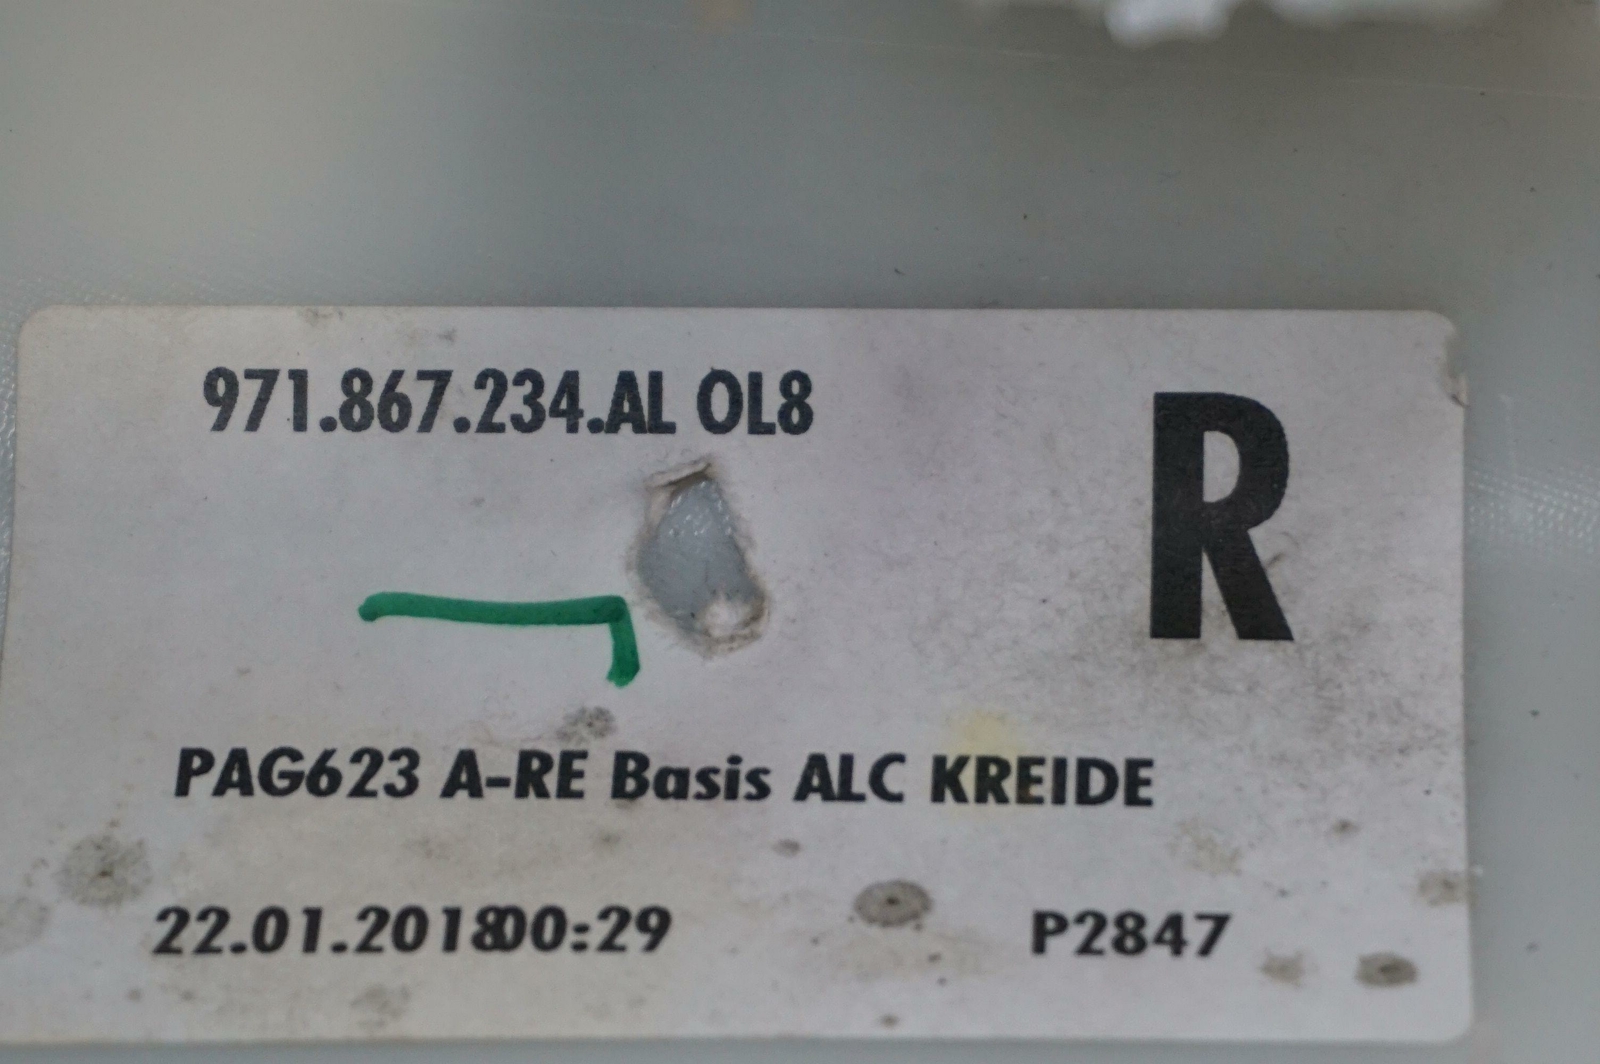 971.867.234.AL OL8
R
PAG623 A-RE Basis ALC KREIDE
22.01.201800:29 P2847